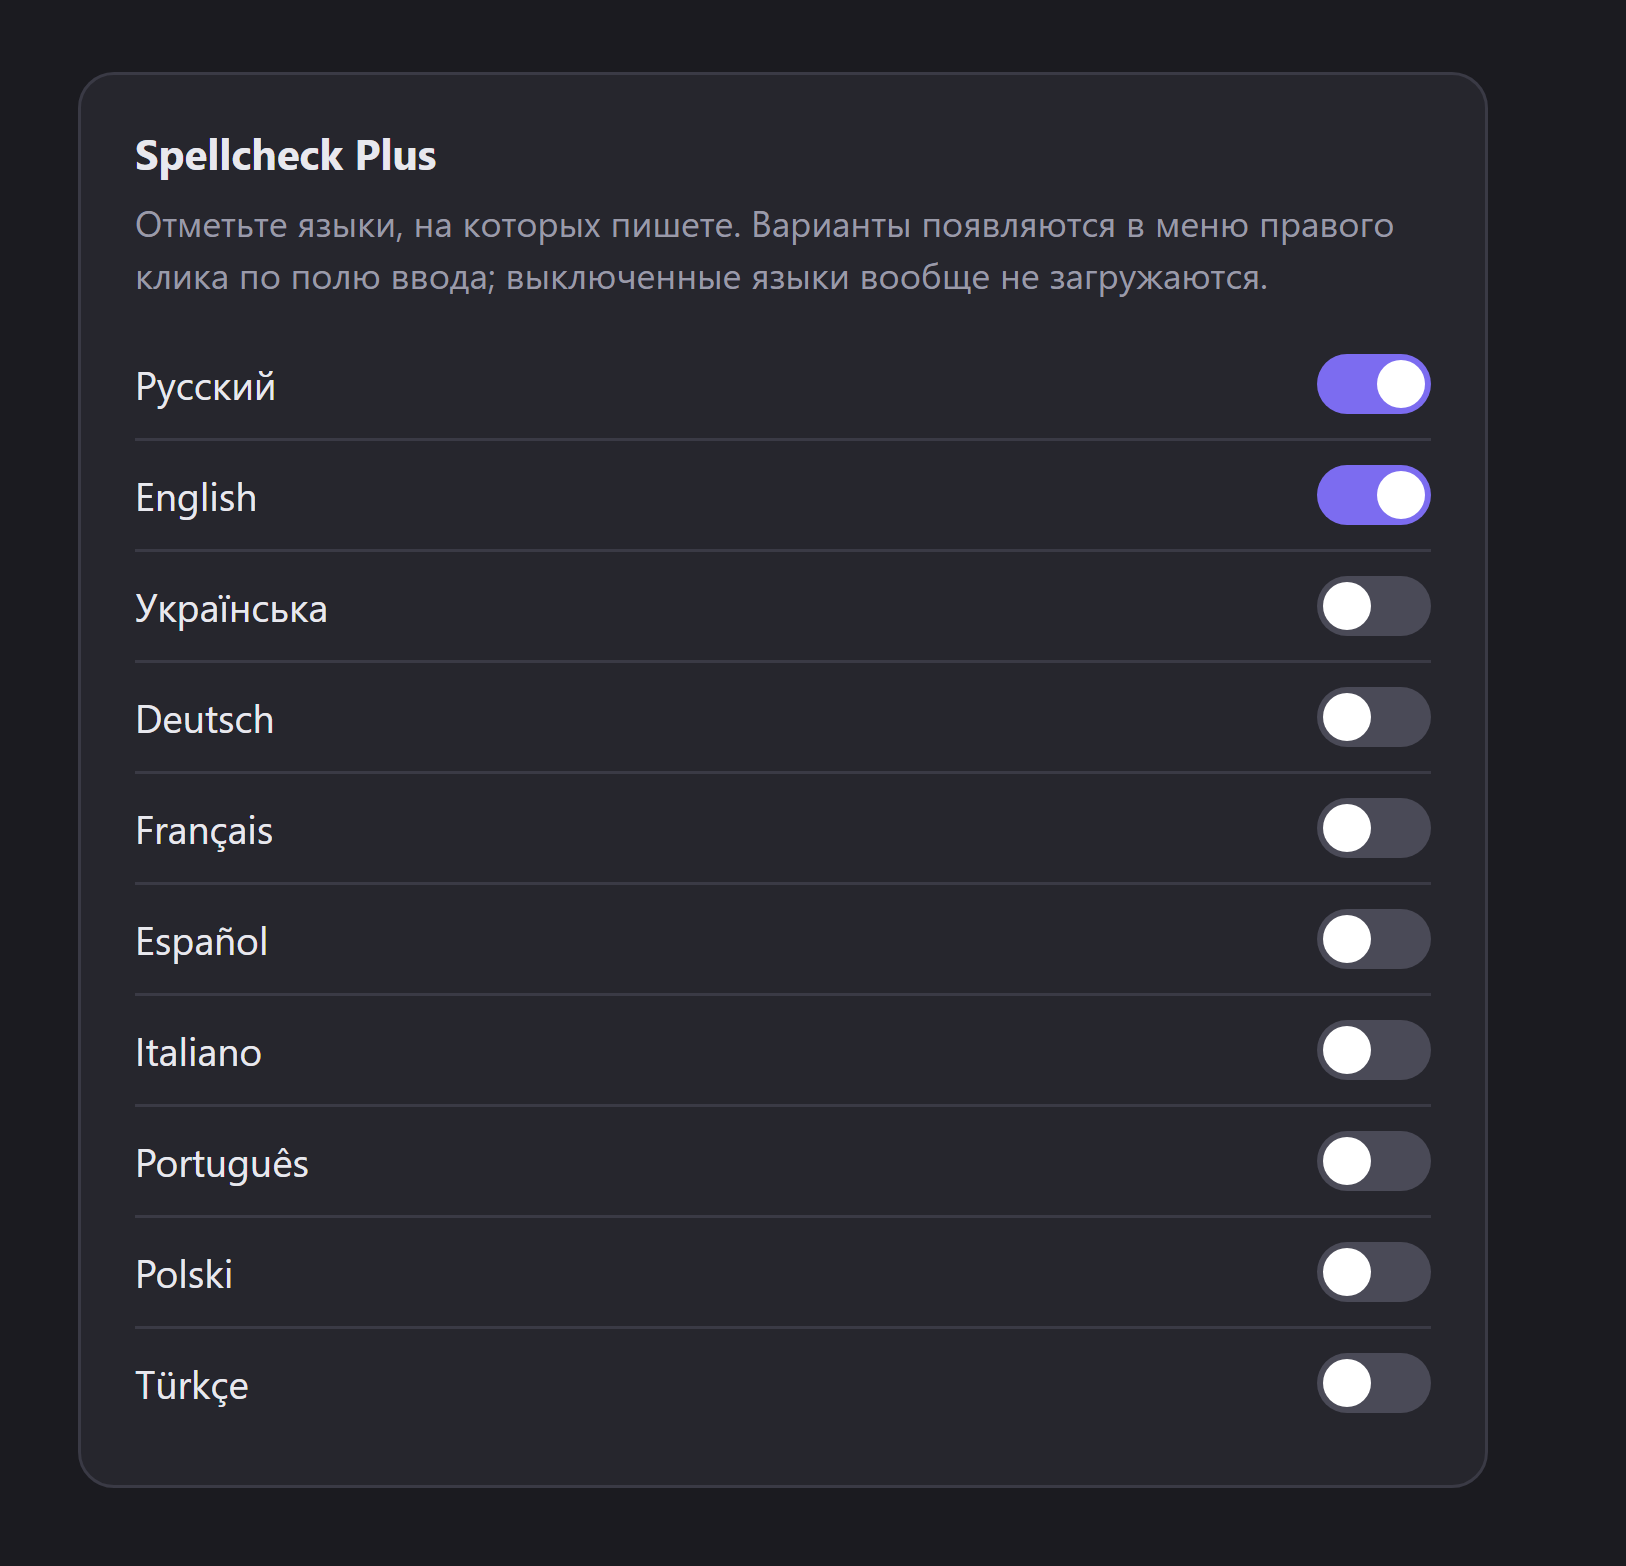 Spellcheck Plus
Отметьте языки, на которых пишете. Варианты появляются в меню правого
клика по полю ввода; выключенные языки вообще не загружаются.
Русский
English
Українська
Deutsch
Français
Español
Italiano
Português
Polski
Türkçe